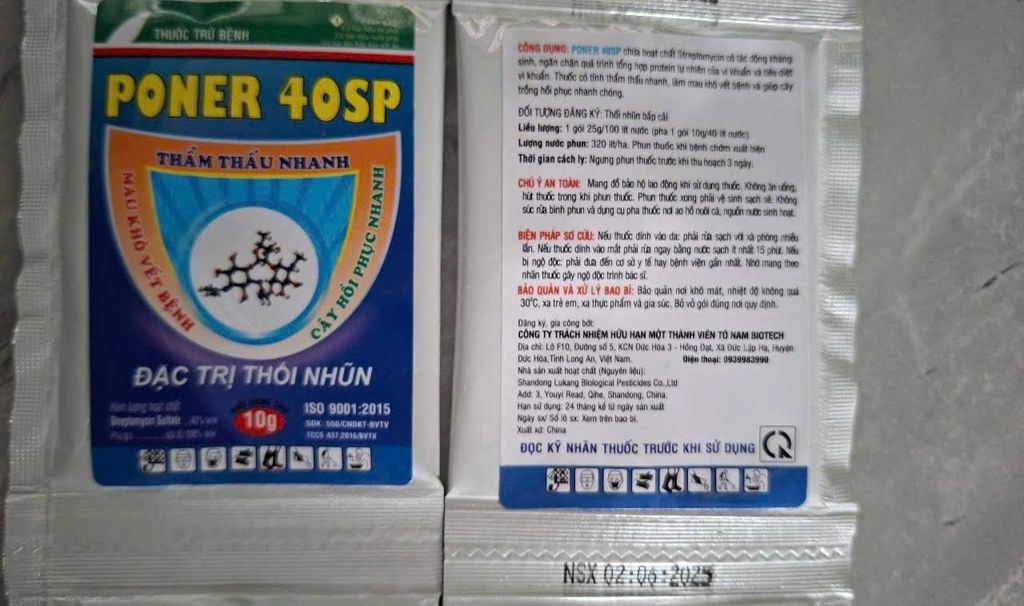 THUỐC TRỪ BỆNH
PONER 40SP
THẨM THẤU NHANH
MAU KHÔ VẾT BỆNH
CÂY HỒI PHỤC NHANH
ĐẶC TRỊ THỐI NHŨN
Hàm lượng hoạt chất
Streptomycin Sulfate 40% w/w
Phụ gia 100% w/w
10g
ISO 9001:2015
SĐK: 550/CNĐKT-BVTV
TCCS 437:2016/BVTV
CÔNG DỤNG: PONER 40SP chứa hoạt chất Streptomycin có tác động kháng
sinh, ngăn chặn quá trình tổng hợp protein tự nhiên của vi khuẩn và tiêu diệt
vi khuẩn. Thuốc có tính thẩm thấu nhanh, làm mau khô vết bệnh và giúp cây
trồng hồi phục nhanh chóng.
ĐỐI TƯỢNG ĐĂNG KÝ: Thối nhũn bắp cải
Liều lượng: 1 gói 25g/100 lít nước (pha 1 gói 10g/40 lít nước)
Lượng nước phun: 320 lít/ha. Phun thuốc khi bệnh chớm xuất hiện
Thời gian cách ly: Ngưng phun thuốc trước khi thu hoạch 3 ngày.
CHÚ Ý AN TOÀN: Mang đồ bảo hộ lao động khi sử dụng thuốc. Không ăn uống,
hút thuốc trong khi phun thuốc. Phun thuốc xong phải vệ sinh sạch sẽ. Không
súc rửa bình phun và dụng cụ pha thuốc nơi ao hồ nuôi cá, nguồn nước sinh hoạt.
BIỆN PHÁP SƠ CỨU: Nếu thuốc dính vào da: phải rửa sạch với xà phòng nhiều
lần. Nếu thuốc dính vào mắt phải rửa ngay bằng nước sạch ít nhất 15 phút. Nếu
bị ngộ độc: phải đưa đến cơ sở y tế hay bệnh viện gần nhất. Nhớ mang theo
nhãn thuốc gây ngộ độc trình bác sĩ.
BẢO QUẢN VÀ XỬ LÝ BAO BÌ: Bảo quản nơi khô mát, nhiệt độ không quá
30°C, xa trẻ em, xa thực phẩm và gia súc. Bỏ vỏ gói đúng nơi quy định.
Đăng ký, gia công bởi:
CÔNG TY TRÁCH NHIỆM HỮU HẠN MỘT THÀNH VIÊN TÔ NAM BIOTECH
Địa chỉ: Lô F10, Đường số 5, KCN Đức Hòa 3 - Hồng Đạt, Xã Đức Lập Hạ, Huyện
Đức Hòa,Tỉnh Long An, Việt Nam. Điện thoại: 0939983990
Nhà sản xuất hoạt chất (Nguyên liệu):
Shandong Lukang Biological Pesticides Co.,Ltd
Add: 3, Youyi Read, Qihe, Shandong, China.
Hạn sử dụng: 24 tháng kể từ ngày sản xuất
Ngày sx/ Số lô sx: Xem trên bao bì.
Xuất xứ: China
ĐỌC KỸ NHÃN THUỐC TRƯỚC KHI SỬ DỤNG
NSX 02:06:2025